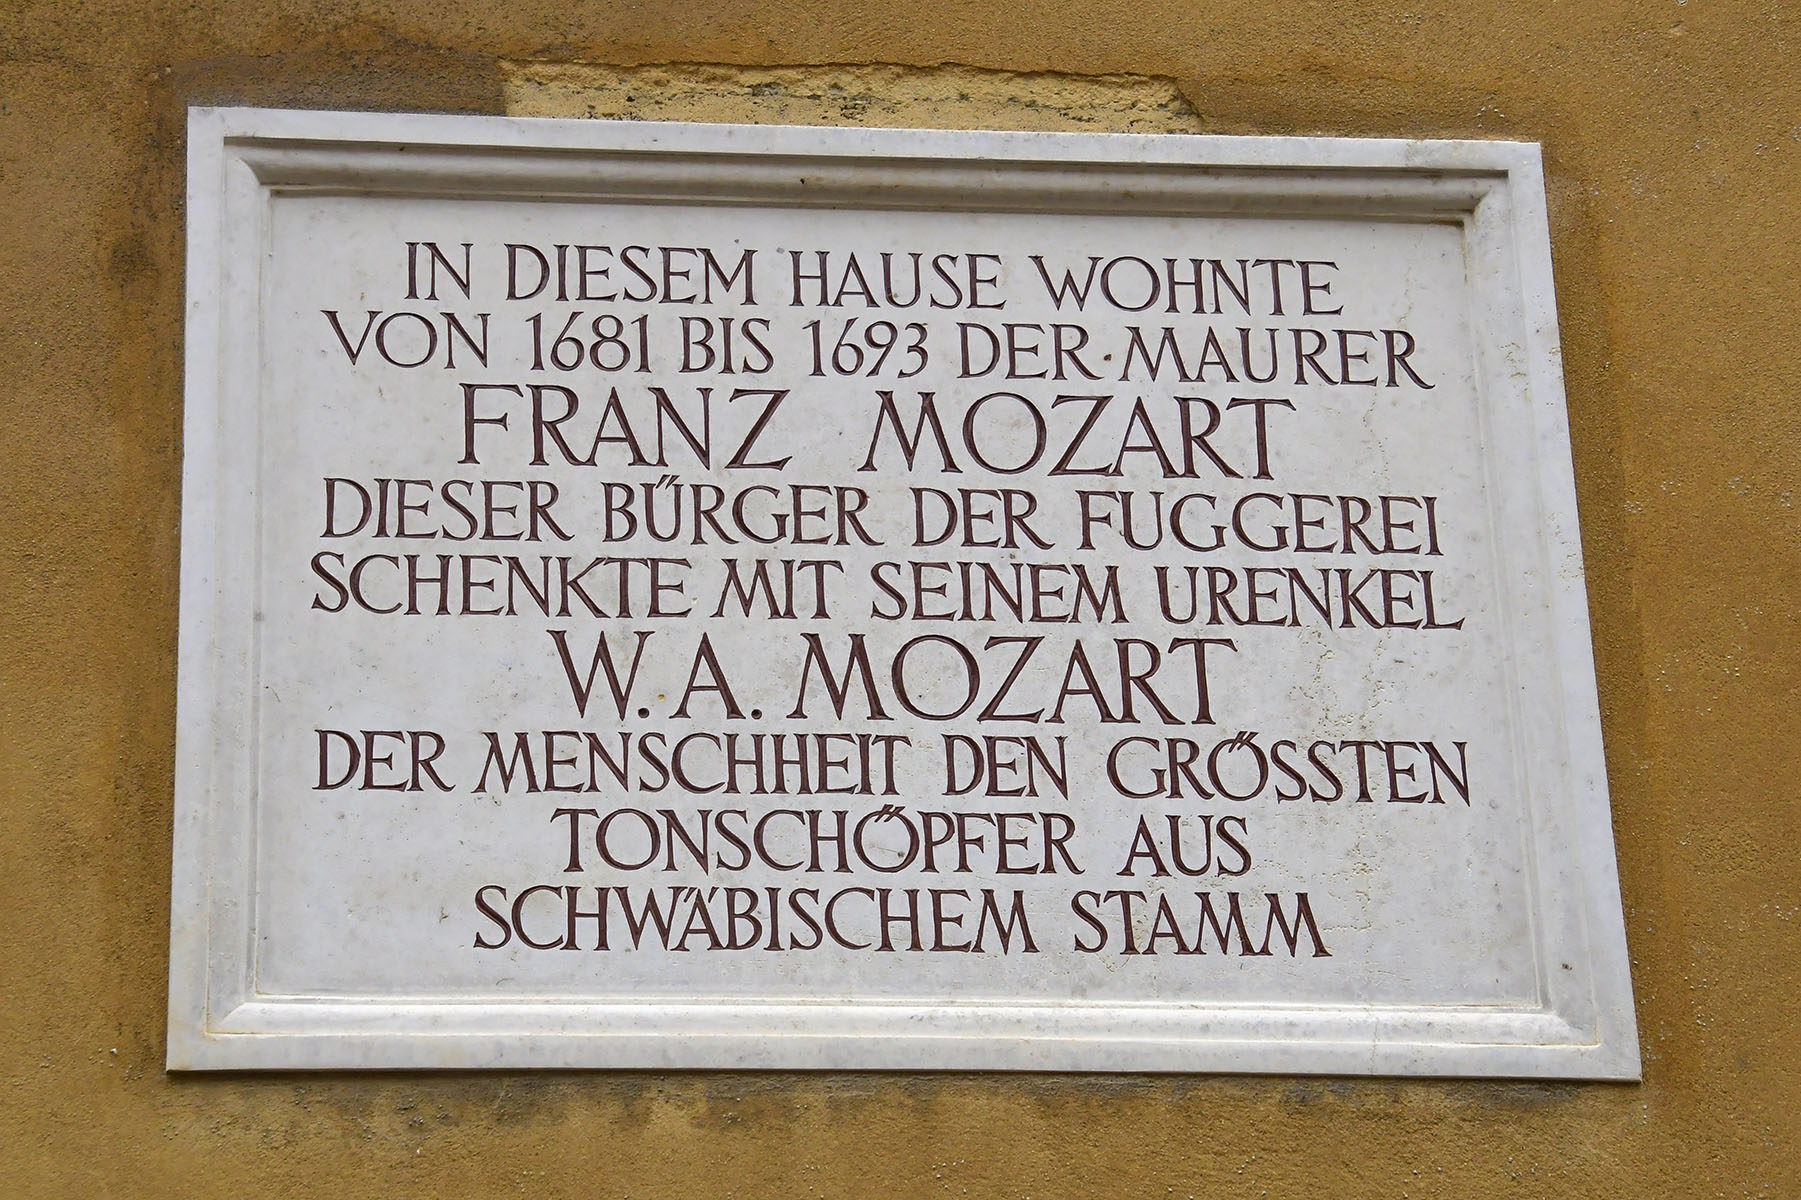 IN DIESEM HAUSE WOHNTE
VON 1681 BIS 1693 DER MAURER
FRANZ MOZART
DIESER BÜRGER DER FUGGEREI
SCHENKTE MIT SEINEM URENKEL
W. A. MOZART
DER MENSCHHEIT DEN GRÖSSTEN
TONSCHÖPFER AUS
SCHWÄBISCHEM STAMM